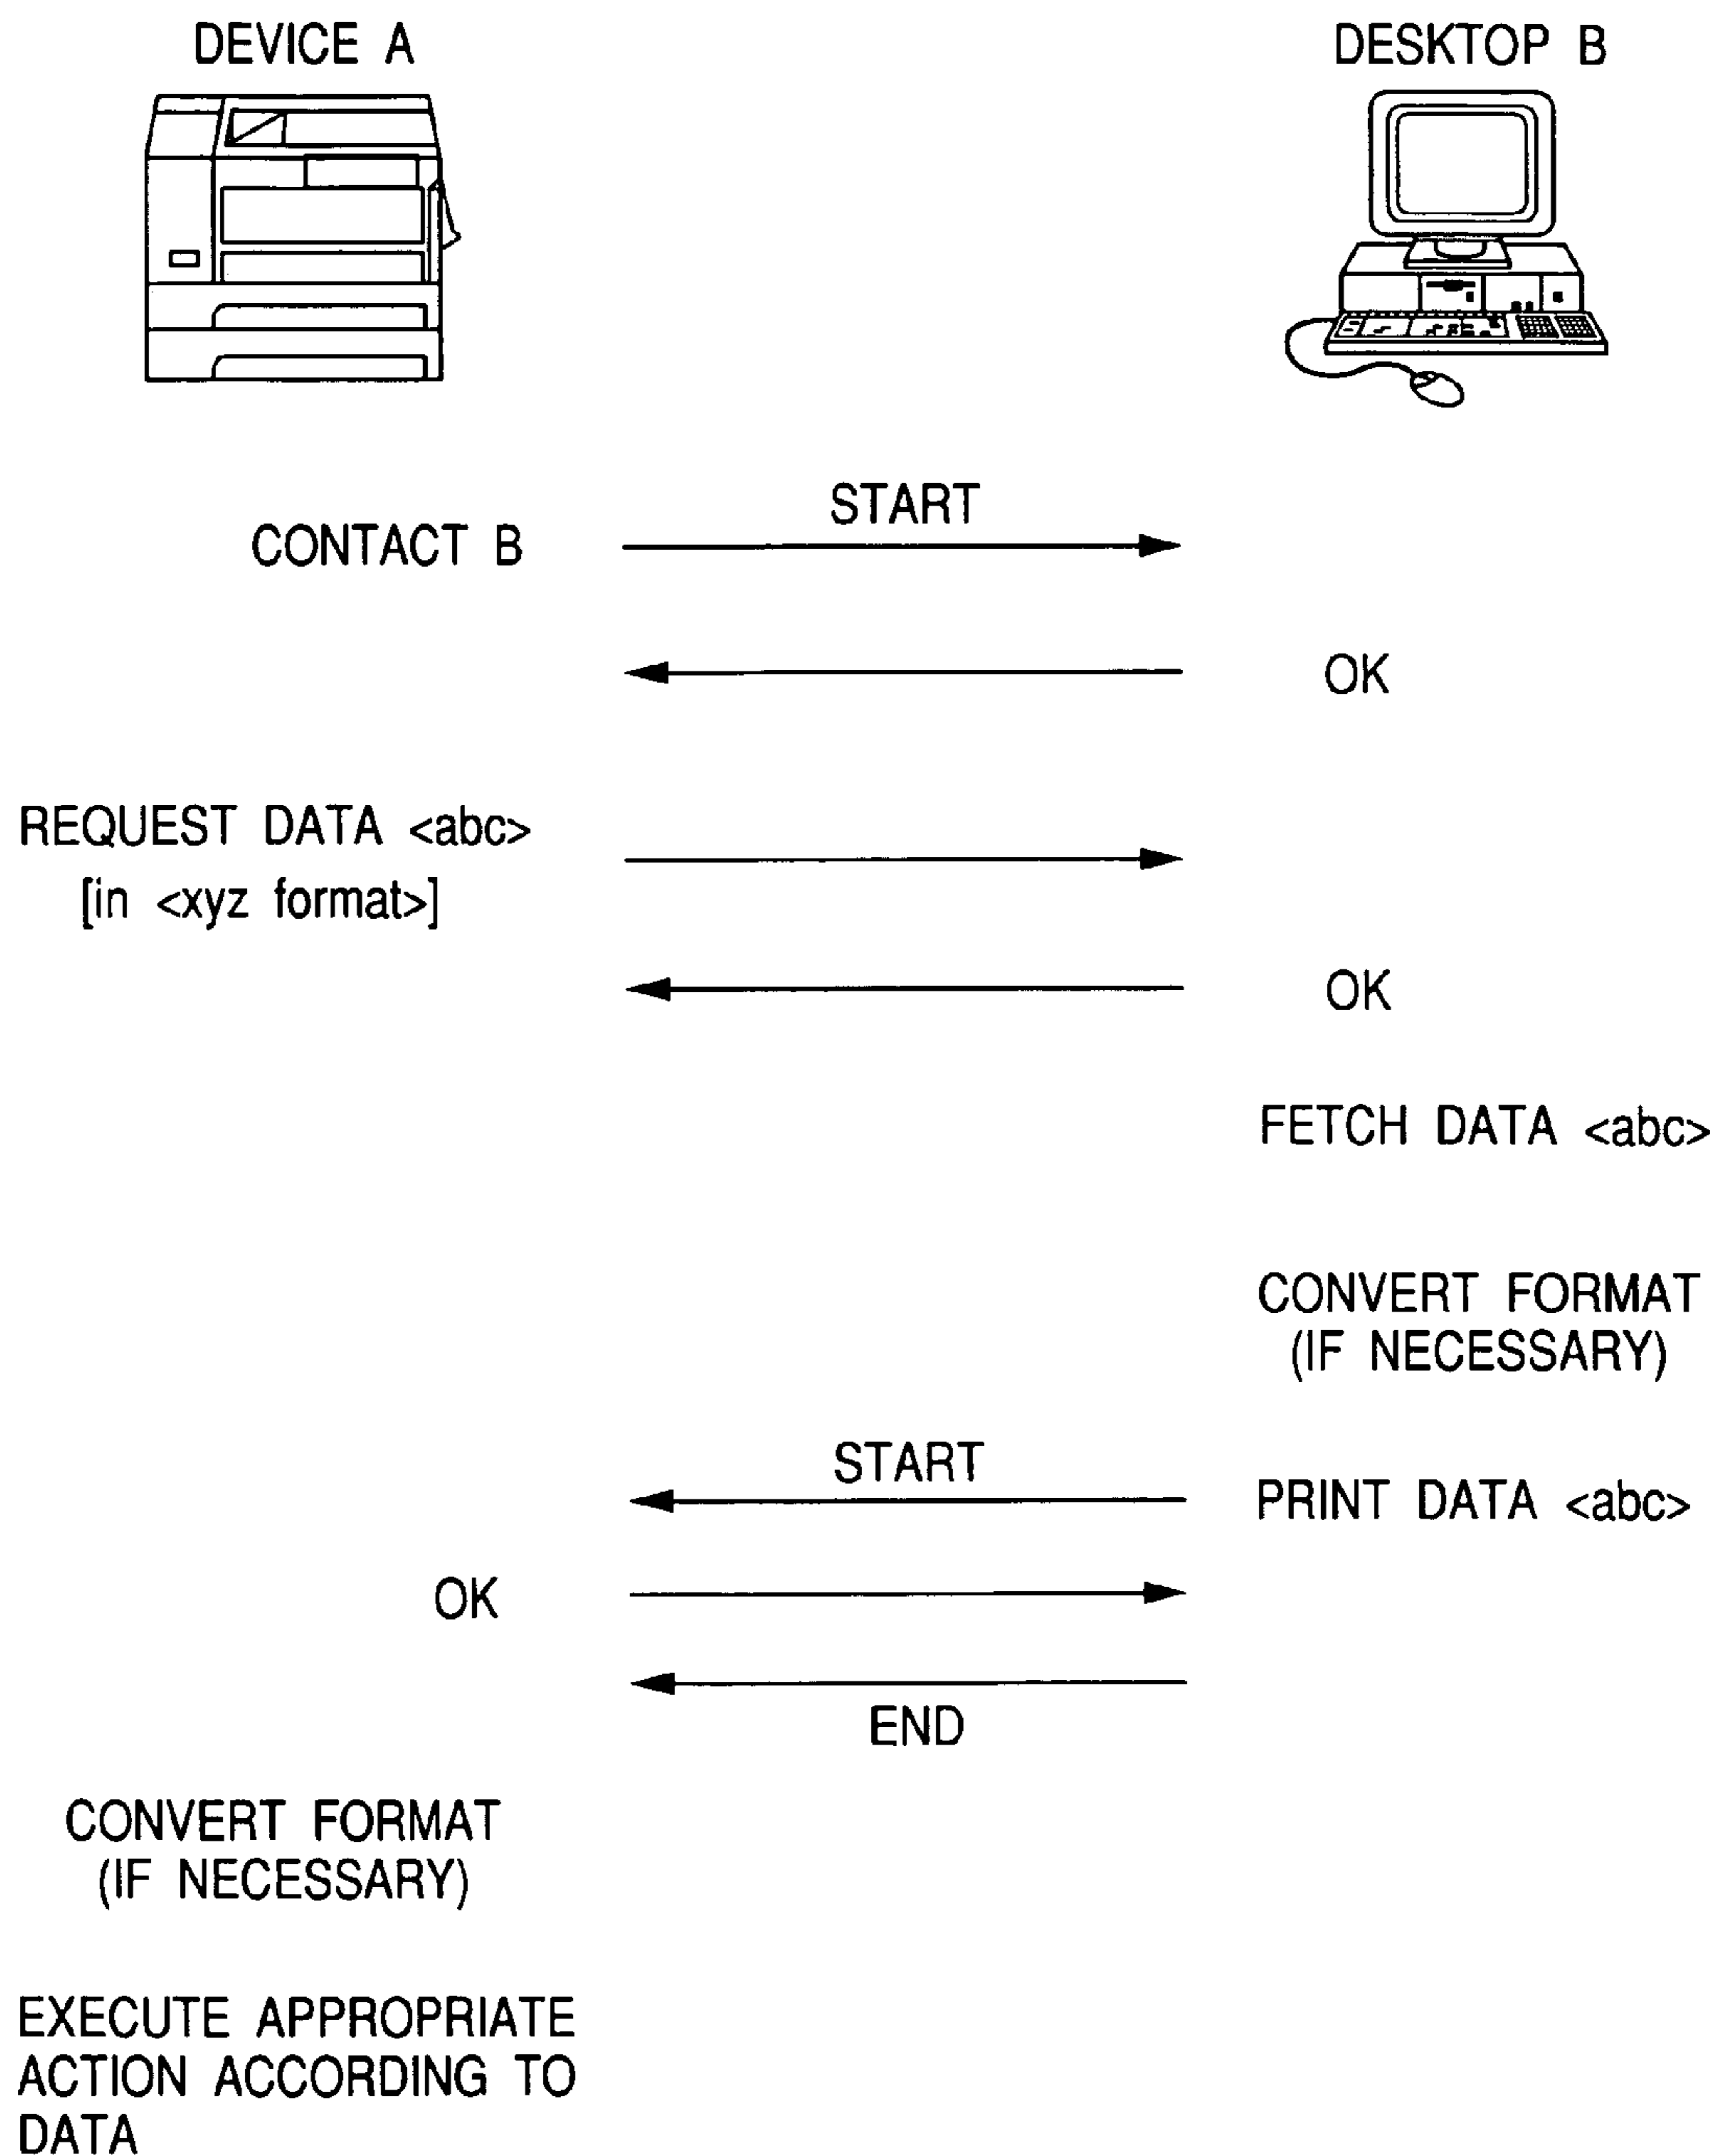 DEVICE A
DESKTOP B
START
CONTACT B
OK
REQUEST DATA <abc>
[in <xyz format>]
OK
FETCH DATA <abc>
CONVERT FORMAT
(IF NECESSARY)
START
PRINT DATA <abc>
OK
END
CONVERT FORMAT
(IF NECESSARY)
EXECUTE APPROPRIATE
ACTION ACCORDING TO
DATA